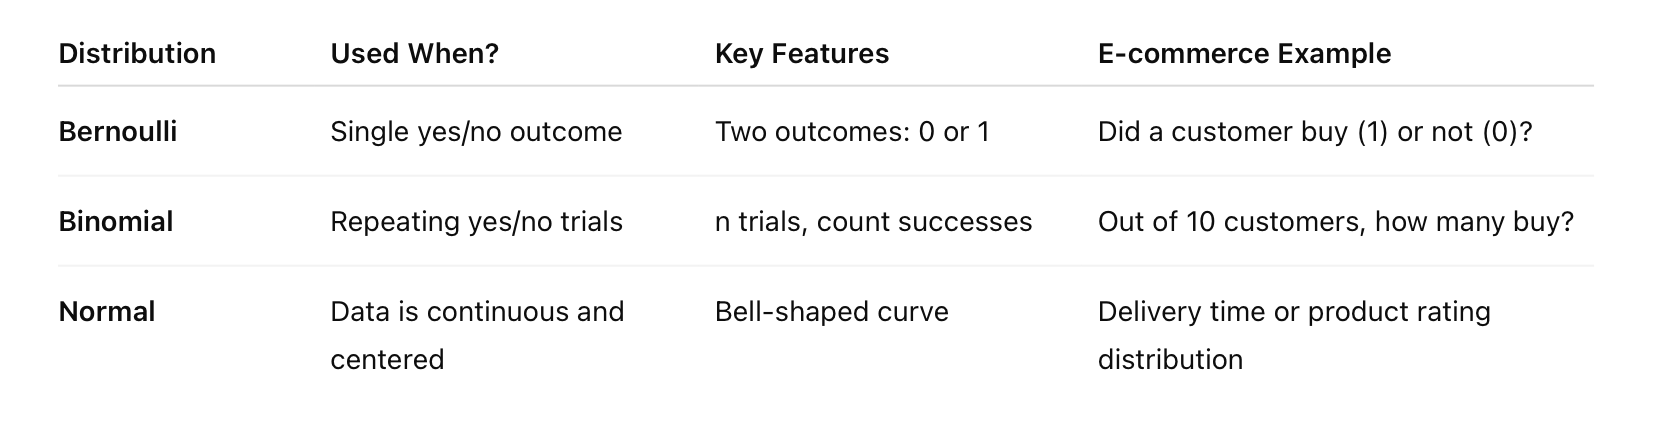 Distribution Used When? Key Features E-commerce Example
Bernoulli Single yes/no outcome Two outcomes: 0 or 1 Did a customer buy (1) or not (0)?
Binomial Repeating yes/no trials n trials, count successes Out of 10 customers, how many buy?
Normal Data is continuous and Bell-shaped curve Delivery time or product rating
centered distribution